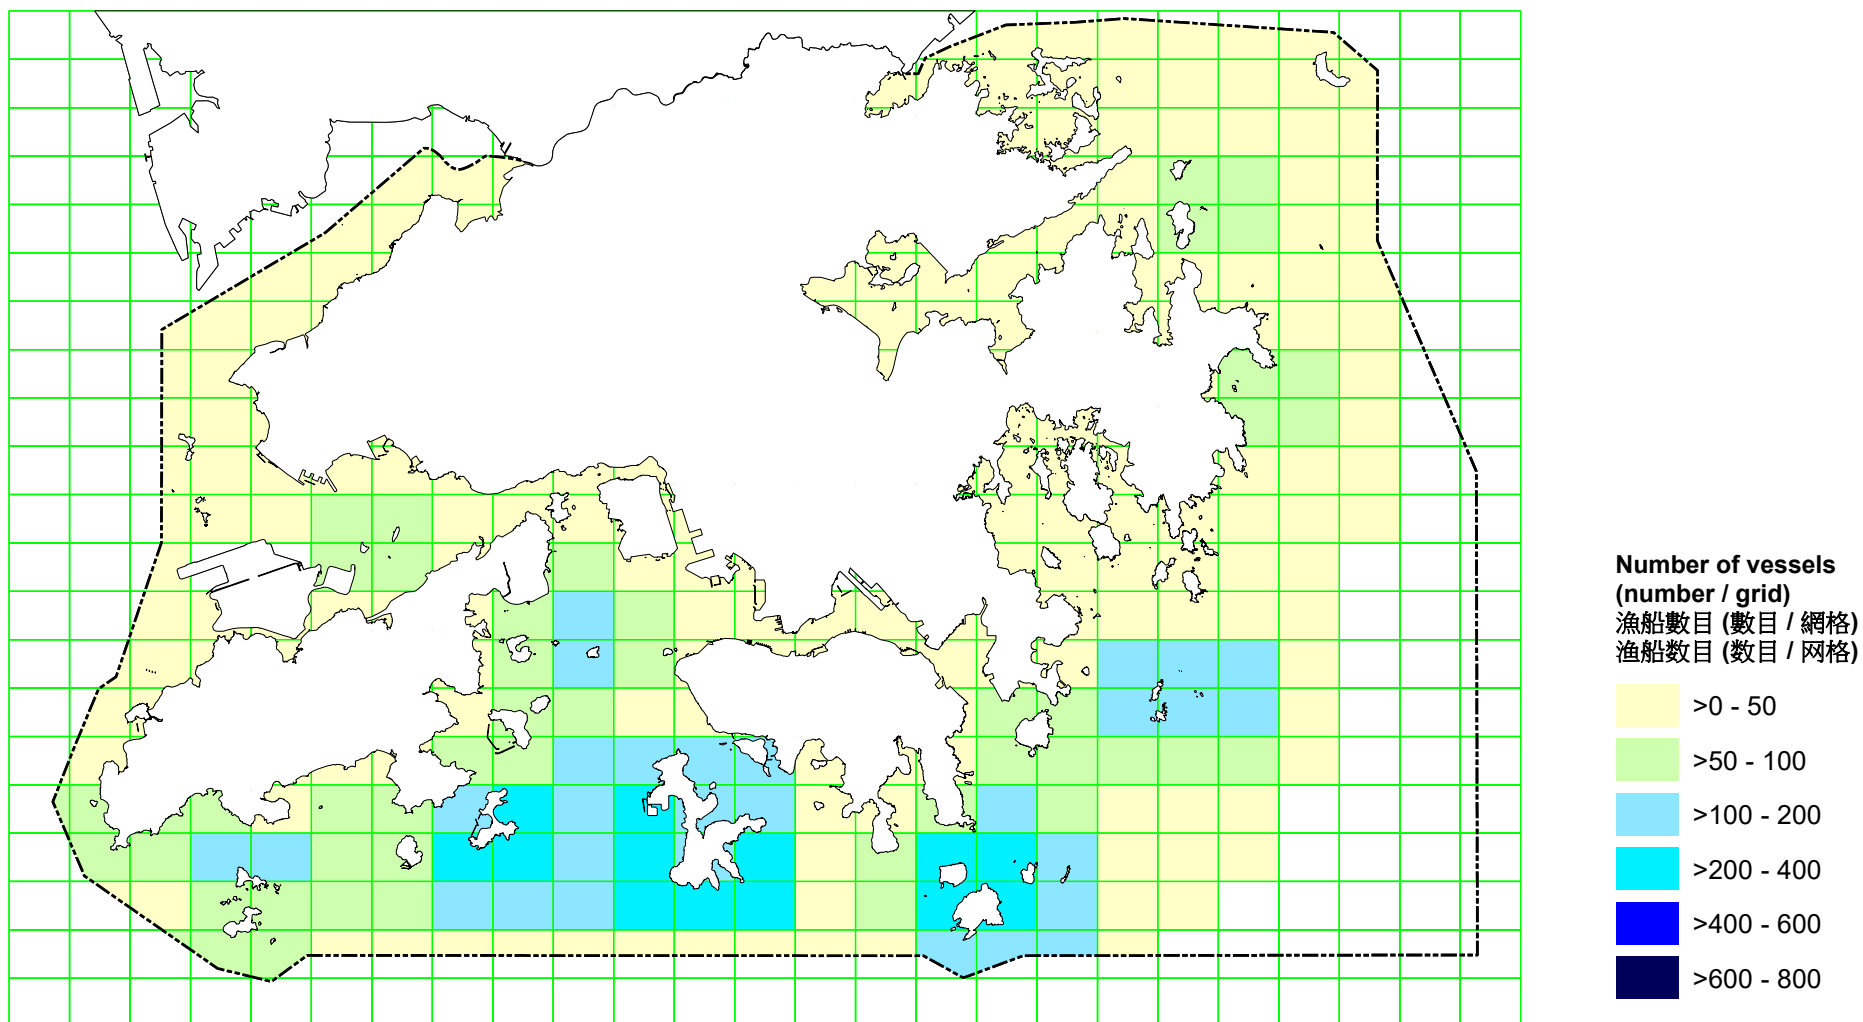 Number of vessels
(number / grid)
漁船數目 (數目 / 網格)
渔船数目 (数目 / 网格)
>0 - 50
>50 - 100
>100 - 200
>200 - 400
>400 - 600
>600 - 800